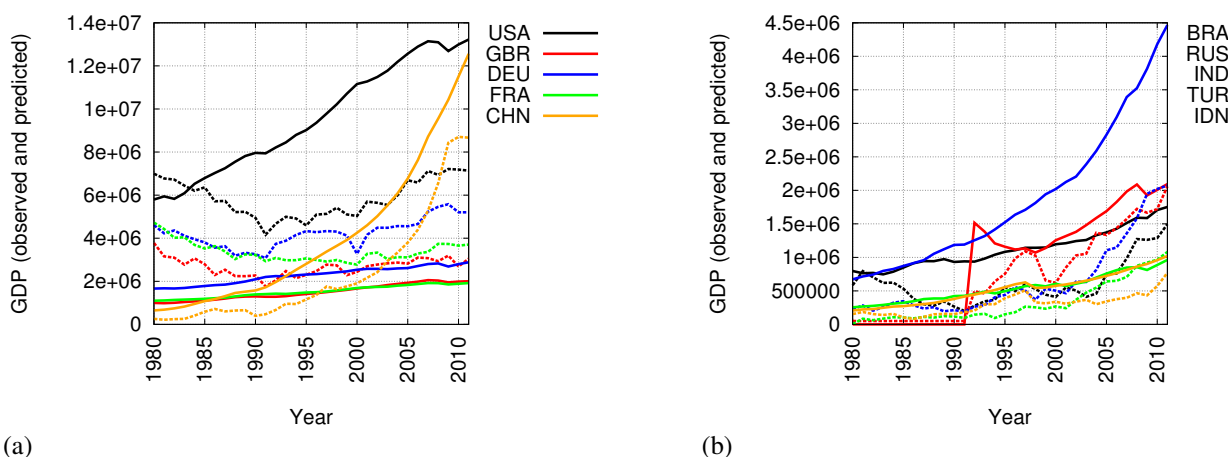 GDP (observed and predicted)
1.4e+07
1.2e+07
1e+07
8e+06
6e+06
4e+06
2e+06
0
1980
1985
1990
1995
2000
2005
2010
Year
USA
GBR
DEU
FRA
CHN
(a)
GDP (observed and predicted)
4.5e+06
4e+06
3.5e+06
3e+06
2.5e+06
2e+06
1.5e+06
1e+06
500000
0
1980
1985
1990
1995
2000
2005
2010
Year
BRA
RUS
IND
TUR
IDN
(b)